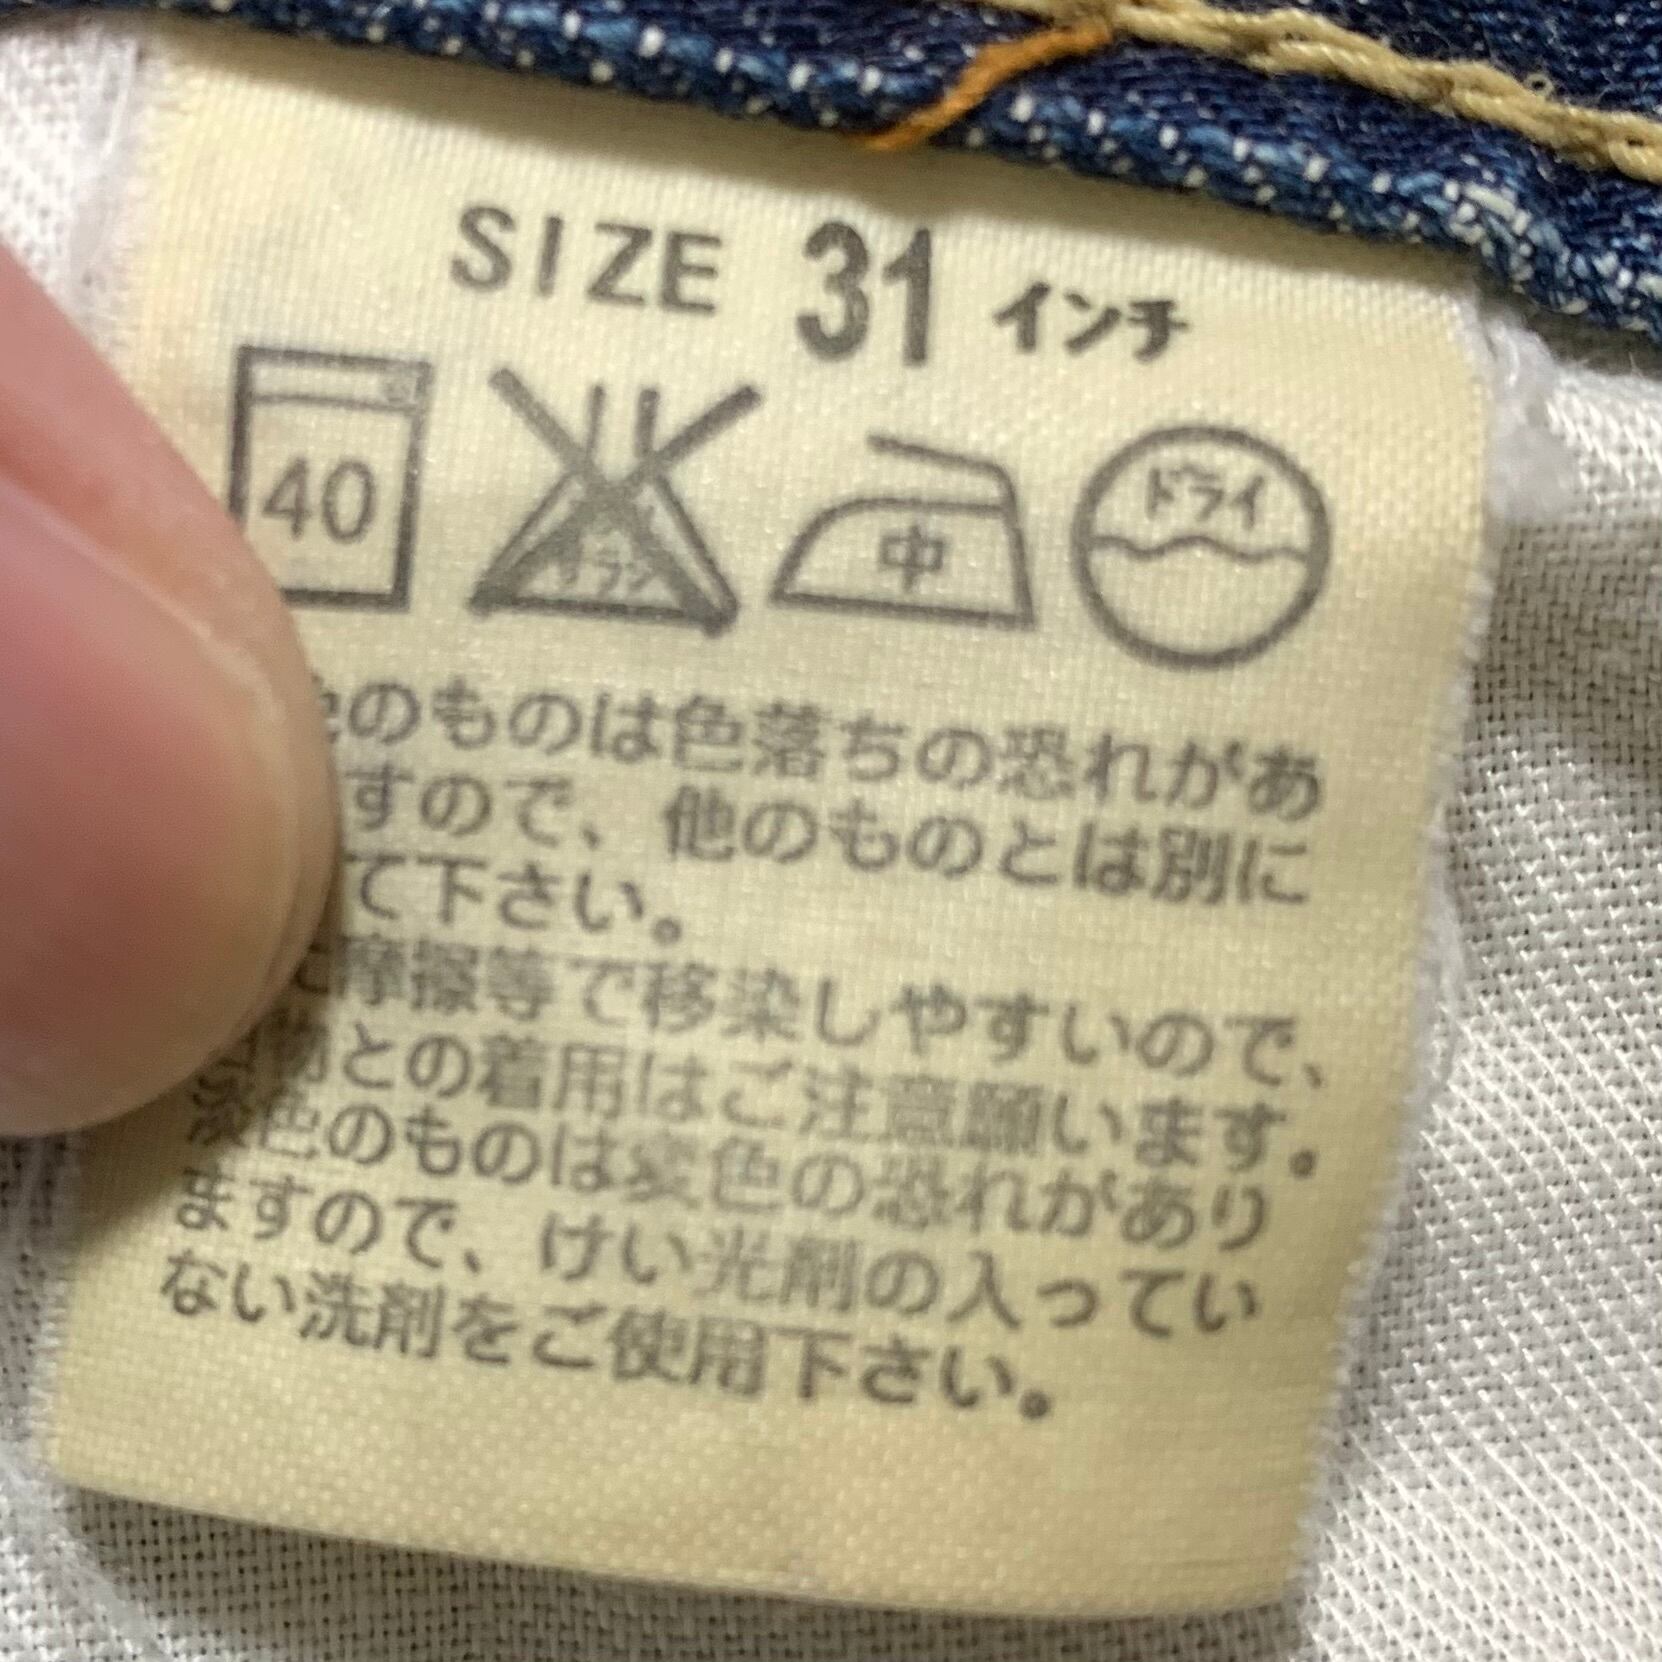 SIZE 31 インチ
40 中 ドライ
のものは色落ちの恐れがあ
すので、他のものとは別に
て下さい。
摩擦等で移染しやすいので、
との着用はご注意願います。
淡色のものは変色の恐れがあり
ますので、けい光剤の入ってい
ない洗剤をご使用下さい。